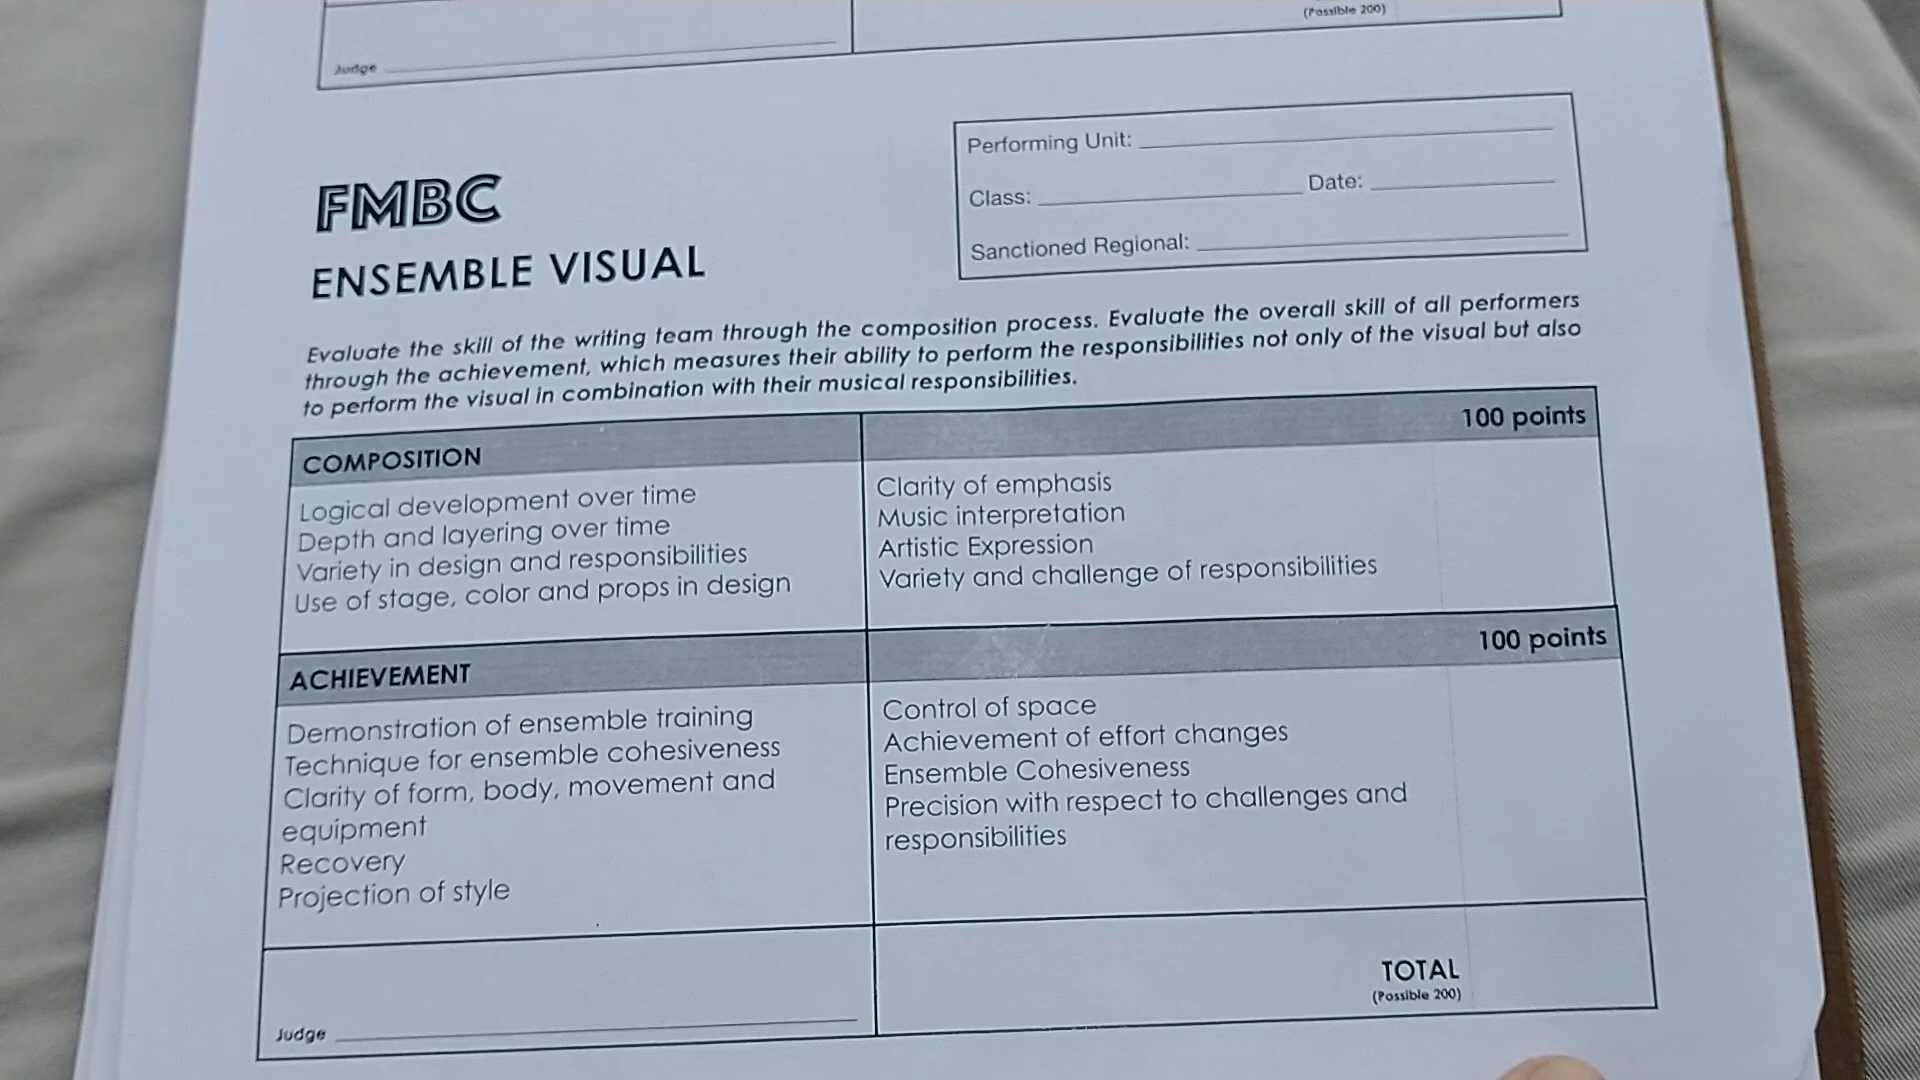 (Possible 200)
Judge
Performing Unit:
Class: Date:
Sanctioned Regional:
FMBC
ENSEMBLE VISUAL
Evaluate the skill of the writing team through the composition process. Evaluate the overall skill of all performers
through the achievement, which measures their ability to perform the responsibilities not only of the visual but also
to perform the visual in combination with their musical responsibilities.
COMPOSITION
100 points
Logical development over time
Depth and layering over time
Variety in design and responsibilities
Use of stage, color and props in design
Clarity of emphasis
Music interpretation
Artistic Expression
Variety and challenge of responsibilities
ACHIEVEMENT
100 points
Demonstration of ensemble training
Technique for ensemble cohesiveness
Clarity of form, body, movement and
equipment
Recovery
Projection of style
Control of space
Achievement of effort changes
Ensemble Cohesiveness
Precision with respect to challenges and
responsibilities
Judge
TOTAL
(Possible 200)